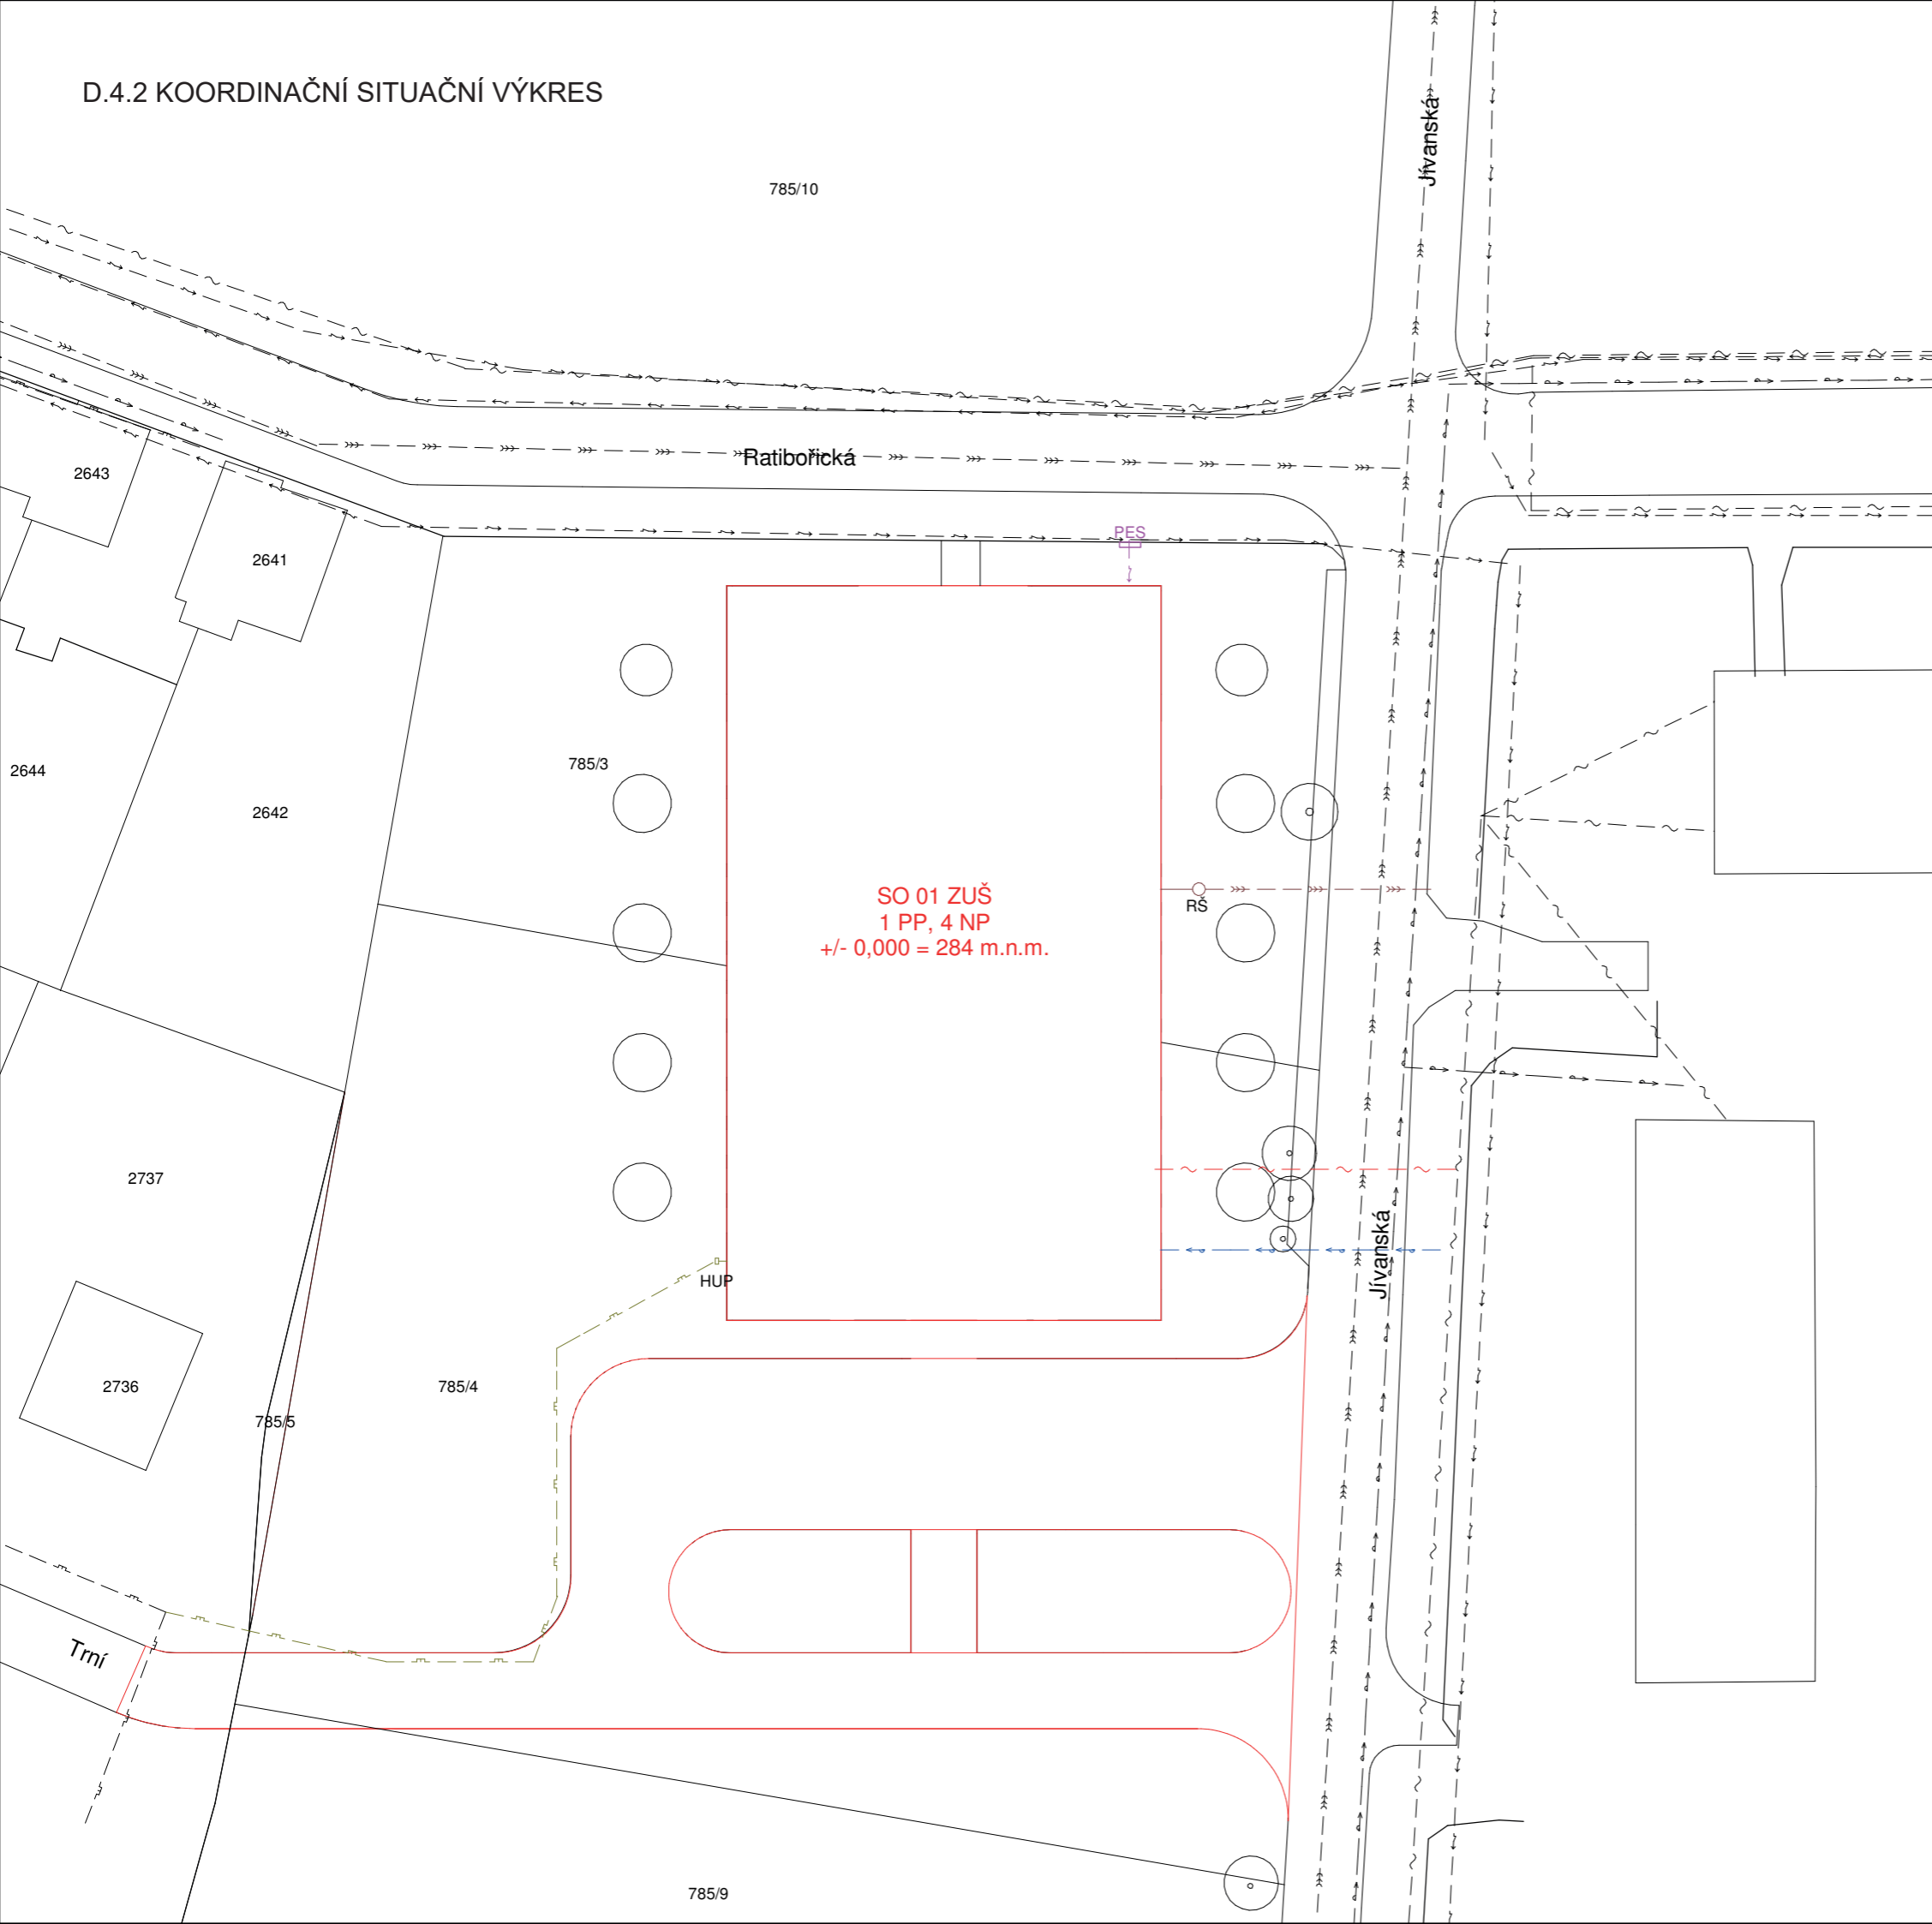 D.4.2 KOORDINAČNÍ SITUAČNÍ VÝKRES
Jívanská
785/10
Ratibořická
2643
PES
2641
785/3
2644
2642
SO 01 ZUŠ
1 PP, 4 NP
+/- 0,000 = 284 m.n.m.
RŠ
2737
Jívanská
HUP
2736
785/4
785/5
Trní
785/9